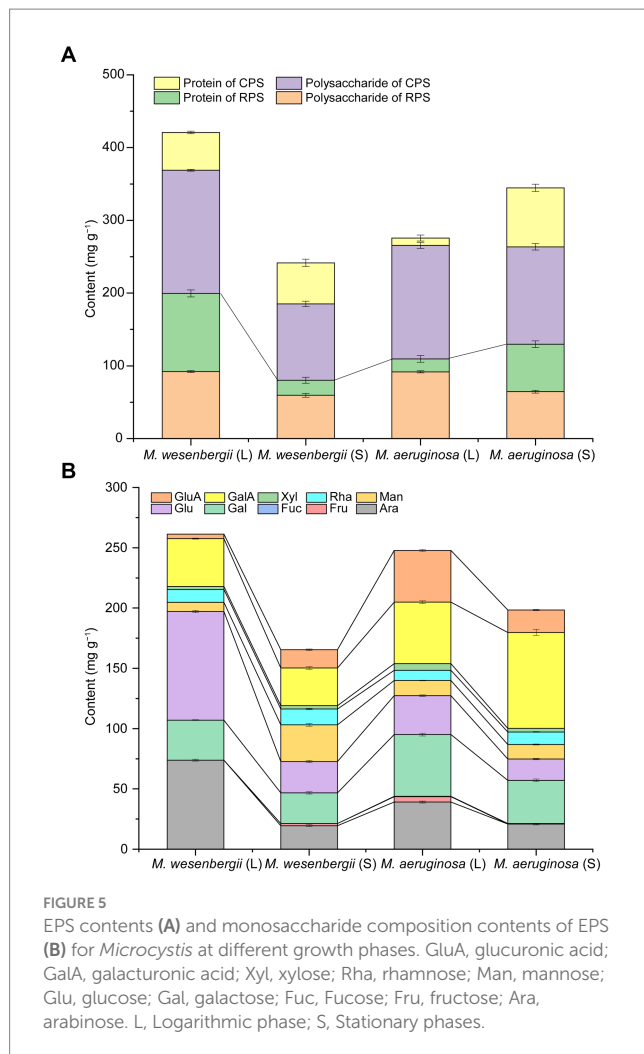 A
500
400
300
200
100
0
Content (mg g⁻¹)
Protein of CPS Polysaccharide of CPS
Protein of RPS Polysaccharide of RPS
M. wesenbergii (L) M. wesenbergii (S) M. aeruginosa (L) M. aeruginosa (S)
B
300
250
200
150
100
50
0
Content (mg g⁻¹)
GluA GalA Xyl Rha Man
Glu Gal Fuc Fru Ara
M. wesenbergii (L) M. wesenbergii (S) M. aeruginosa (L) M. aeruginosa (S)
FIGURE 5
EPS contents (A) and monosaccharide composition contents of EPS
(B) for Microcystis at different growth phases. GluA, glucuronic acid;
GalA, galacturonic acid; Xyl, xylose; Rha, rhamnose; Man, mannose;
Glu, glucose; Gal, galactose; Fuc, Fucose; Fru, fructose; Ara,
arabinose. L, Logarithmic phase; S, Stationary phases.